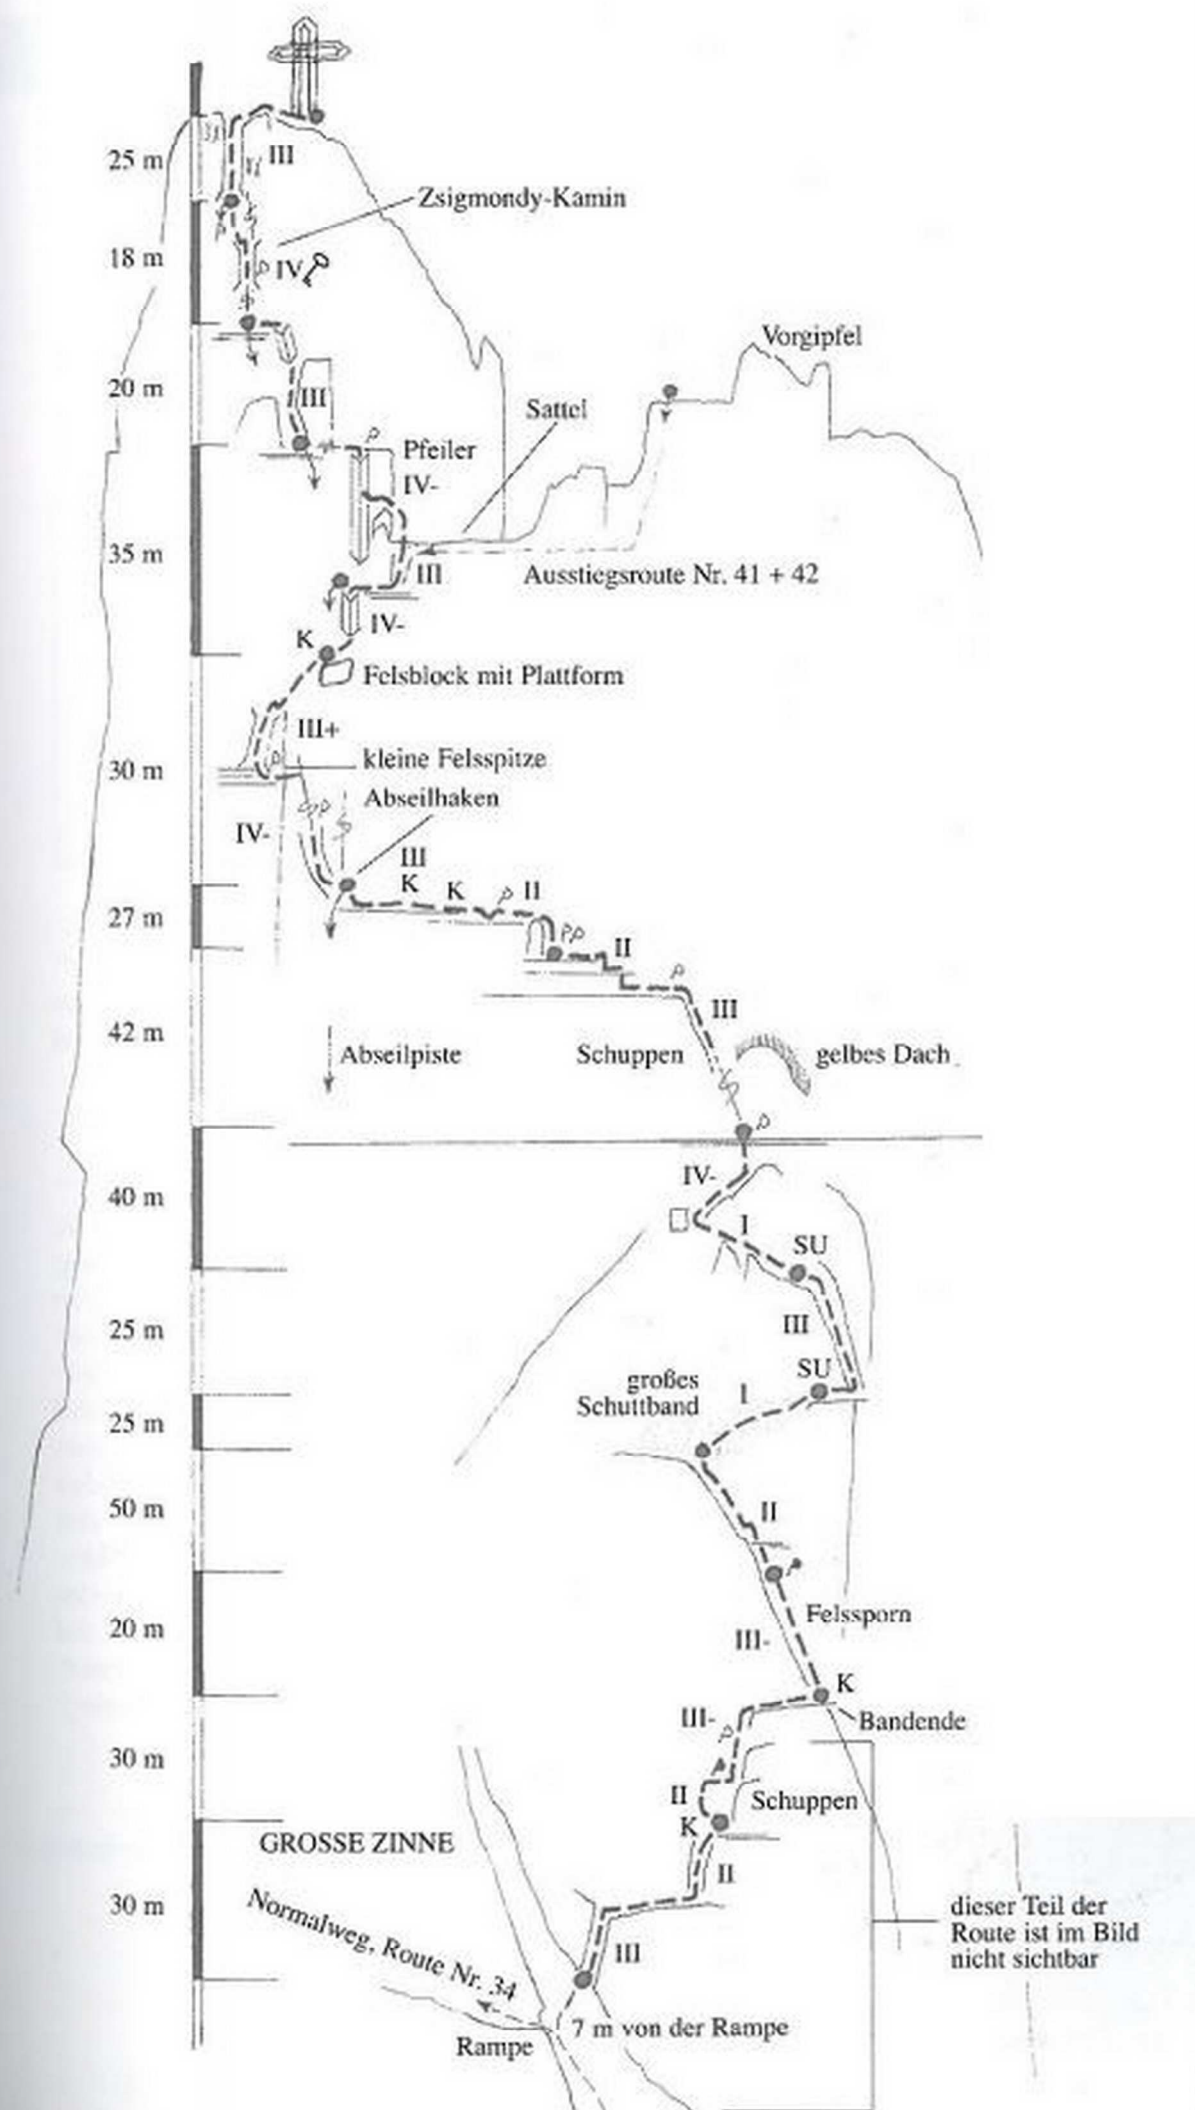 25 m
III
Zsigmondy-Kamin
18 m
IV
Vorgipfel
20 m
III
Sattel
Pfeiler
IV-
35 m
III
Ausstiegsroute Nr. 41 + 42
IV-
K
Felsblock mit Plattform
III+
kleine Felsspitze
30 m
Abseilhaken
IV-
III
K
K
II
27 m
II
III
42 m
Abseilpiste
Schuppen
gelbes Dach
IV-
40 m
I
SU
25 m
III
SU
großes
Schuttband
I
25 m
50 m
II
Felssporn
20 m
III-
K
III-
Bandende
30 m
II
Schuppen
K
GROSSE ZINNE
II
30 m
Normalweg, Route Nr. 34
dieser Teil der
Route ist im Bild
nicht sichtbar
III
7 m von der Rampe
Rampe